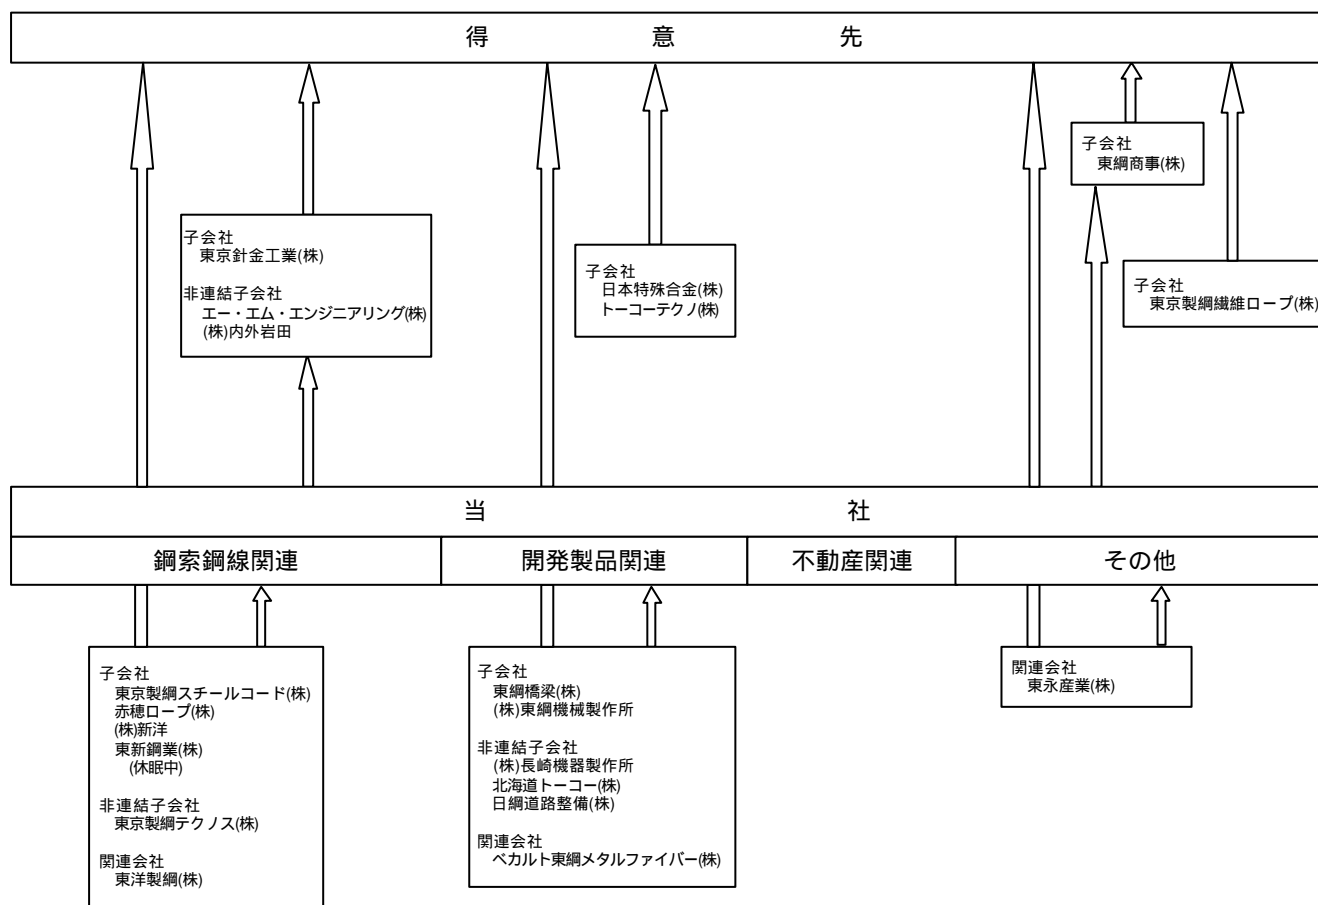 得意先
子会社
東綱商事(株)
子会社
東京針金工業(株)
非連結子会社
エー・エム・エンジニアリング(株)
(株)内外岩田
子会社
日本特殊合金(株)
トーコーテクノ(株)
子会社
東京製綱繊維ロープ(株)
当社
鋼索鋼線関連
開発製品関連
不動産関連
その他
子会社
東京製綱スチールコード(株)
赤穂ロープ(株)
(株)新洋
東新鋼業(株)
(休眠中)
非連結子会社
東京製綱テクノス(株)
関連会社
東洋製綱(株)
子会社
東綱橋梁(株)
(株)東綱機械製作所
非連結子会社
(株)長崎機器製作所
北海道トーコー(株)
日綱道路整備(株)
関連会社
ベカルト東綱メタルファイバー(株)
関連会社
東永産業(株)